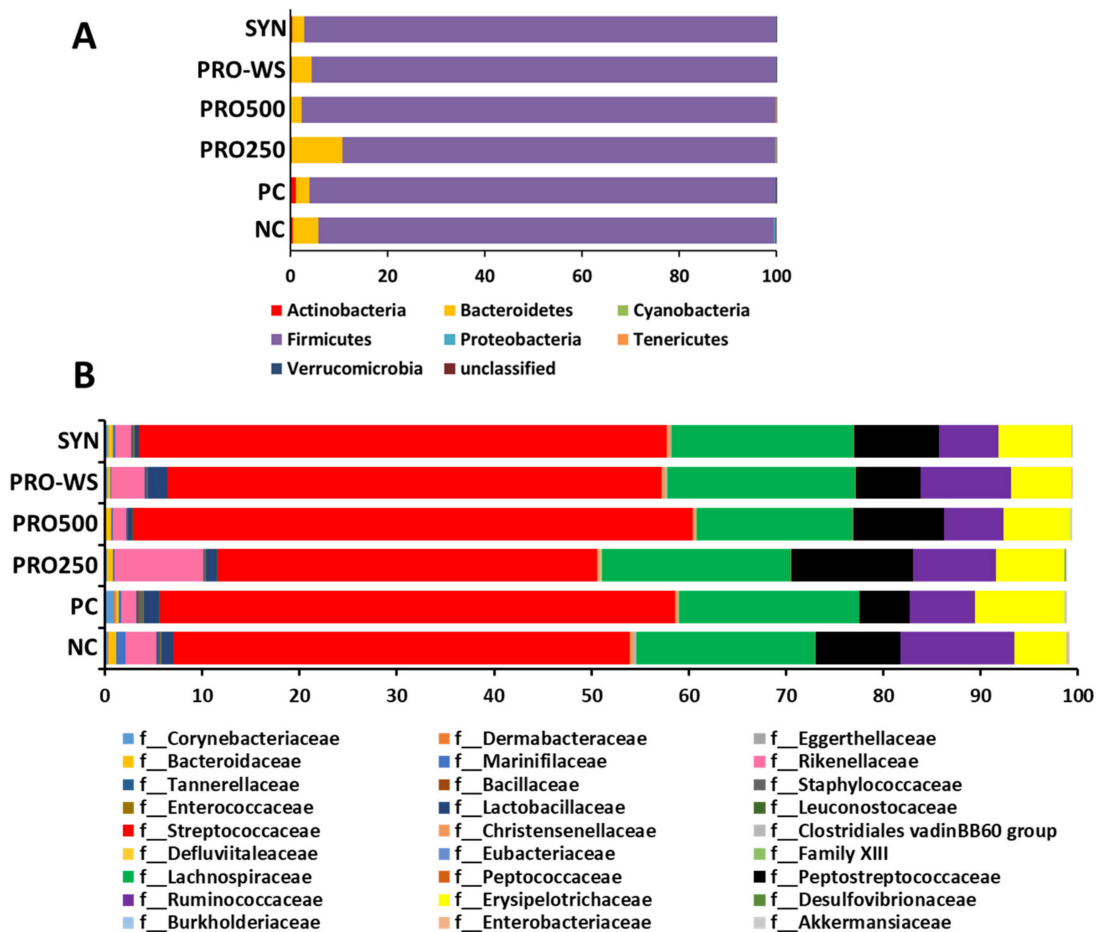 A
SYN
PRO-WS
PRO500
PRO250
PC
NC
0 20 40 60 80 100
Actinobacteria Bacteroidetes Cyanobacteria
Firmicutes Proteobacteria Tenericutes
Verrucomicrobia unclassified
B
SYN
PRO-WS
PRO500
PRO250
PC
NC
0 10 20 30 40 50 60 70 80 90 100
f__Corynebacteriaceae f__Dermabacteraceae f__Eggerthellaceae
f__Bacteroidaceae f__Marinifilaceae f__Rikenellaceae
f__Tannerellaceae f__Bacillaceae f__Staphylococcaceae
f__Enterococcaceae f__Lactobacillaceae f__Leuconostocaceae
f__Streptococcaceae f__Christensenellaceae f__Clostridiales vadinBB60 group
f__Defluviitaleaceae f__Eubacteriaceae f__Family XIII
f__Lachnospiraceae f__Peptococcaceae f__Peptostreptococcaceae
f__Ruminococcaceae f__Erysipelotrichaceae f__Desulfovibrionaceae
f__Burkholderiaceae f__Enterobacteriaceae f__Akkermansiaceae